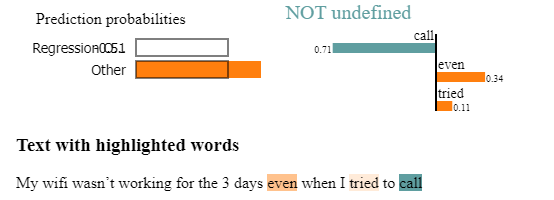 Prediction probabilities
Regression
Other
NOT undefined
call
0.71
even
0.34
tried
0.11
Text with highlighted words
My wifi wasn’t working for the 3 days even when I tried to call